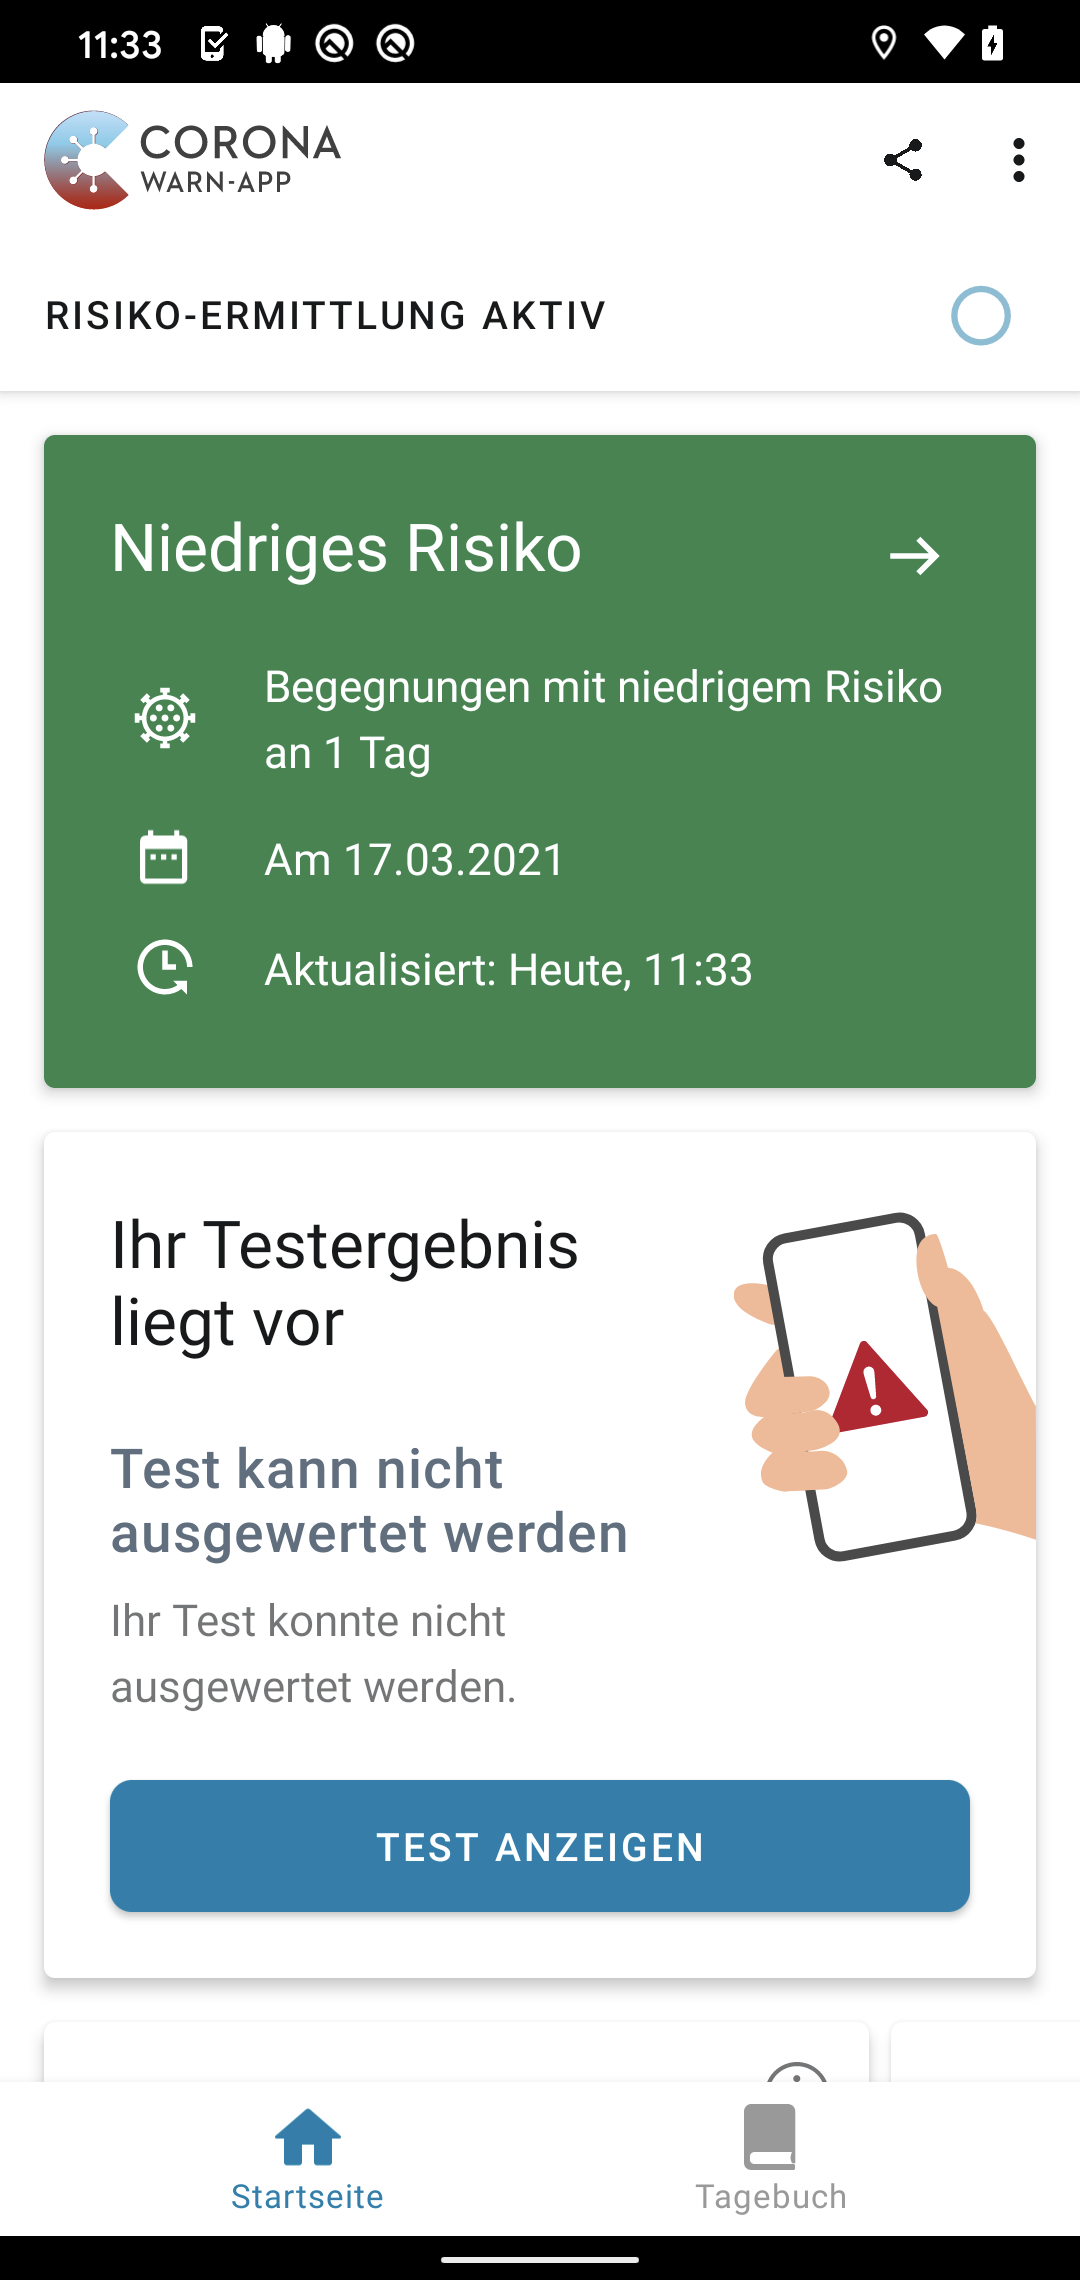 11:33
CORONA
WARN-APP
RISIKO-ERMITTLUNG AKTIV
Niedriges Risiko
Begegnungen mit niedrigem Risiko
an 1 Tag
Am 17.03.2021
Aktualisiert: Heute, 11:33
Ihr Testergebnis
liegt vor
Test kann nicht
ausgewertet werden
Ihr Test konnte nicht
ausgewertet werden.
TEST ANZEIGEN
Startseite
Tagebuch